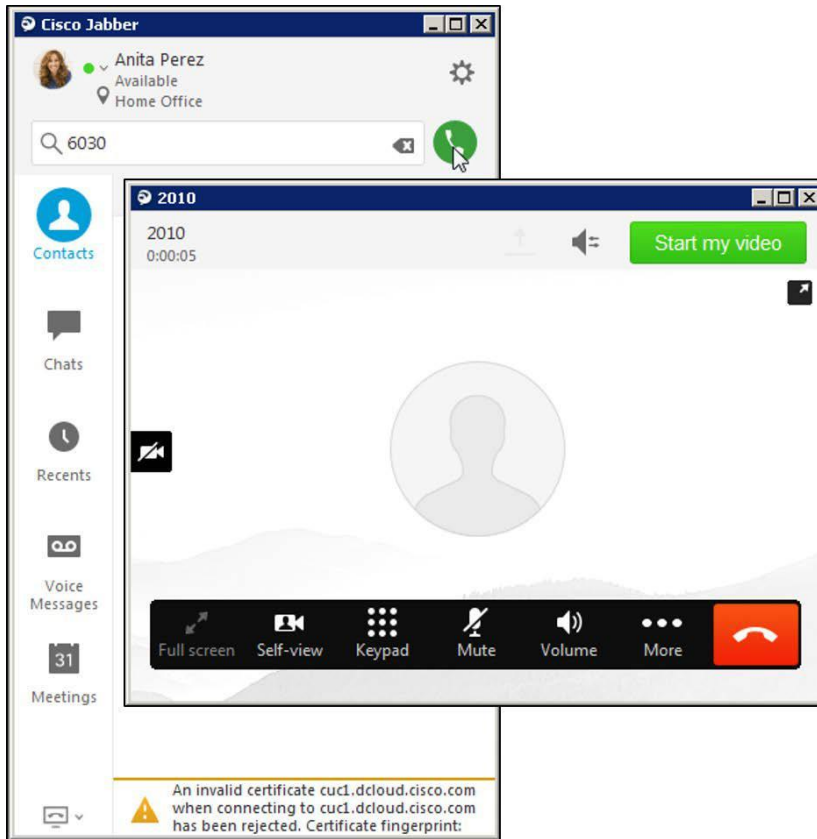 Cisco Jabber
Anita Perez
Available
Home Office
6030
Contacts
Chats
Recents
Voice
Messages
31
Meetings
2010
2010
0:00:05
Start my video
Full screen
Self-view
Keypad
Mute
Volume
More
An invalid certificate cuc1.dcloud.cisco.com
when connecting to cuc1.dcloud.cisco.com
has been rejected. Certificate fingerprint: